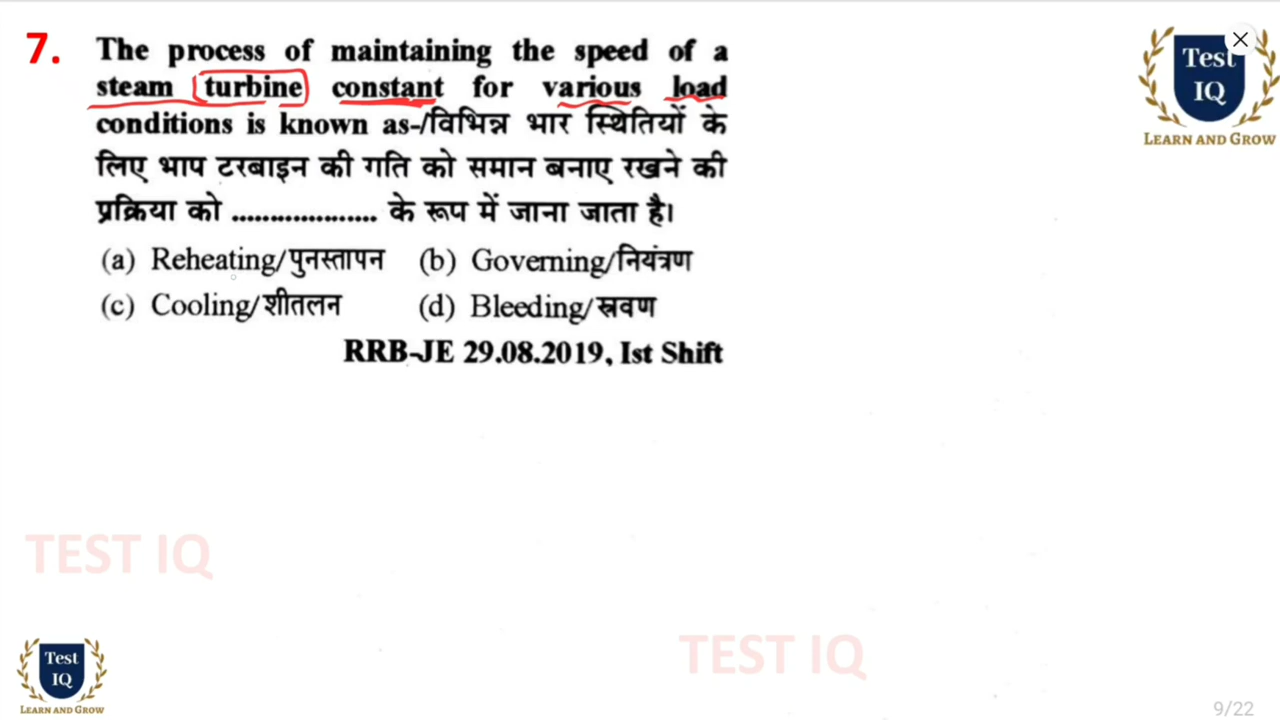 7. The process of maintaining the speed of a
steam turbine constant for various load
conditions is known as-/विभिन्न भार स्थितियों के
लिए भाप टरबाइन की गति को समान बनाए रखने की
प्रक्रिया को ................... के रूप में जाना जाता है।
(a) Reheating/पुनस्तापन (b) Governing/नियंत्रण
(c) Cooling/शीतलन (d) Bleeding/स्त्रवण
RRB-JE 29.08.2019, Ist Shift
Test
IQ
LEARN AND GROW
TEST IQ
TEST IQ
Test
IQ
LEARN AND GROW
9/22